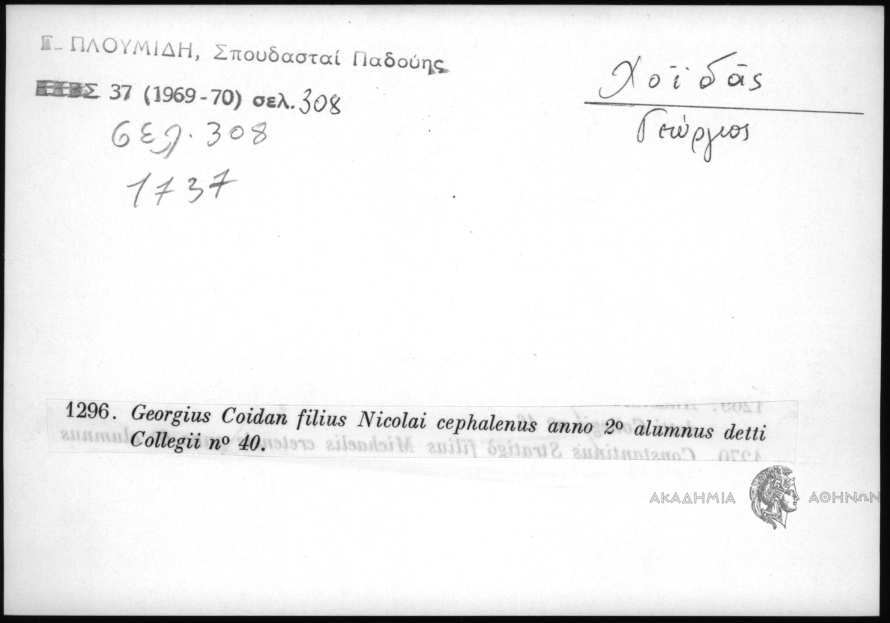 Γ. ΠΛΟΥΜΙΔΗ, Σπουδασταί Παδούης
ΕΕΒΣ 37 (1969-70) σελ. 308
σελ. 308
1737
Χοϊδᾶς
Γεώργιος
1296. Georgius Coidan filius Nicolai cephalenus anno 2º alumnus detti
Collegii nº 40.
ΑΚΑΔΗΜΙΑ ΑΘΗΝΩΝ